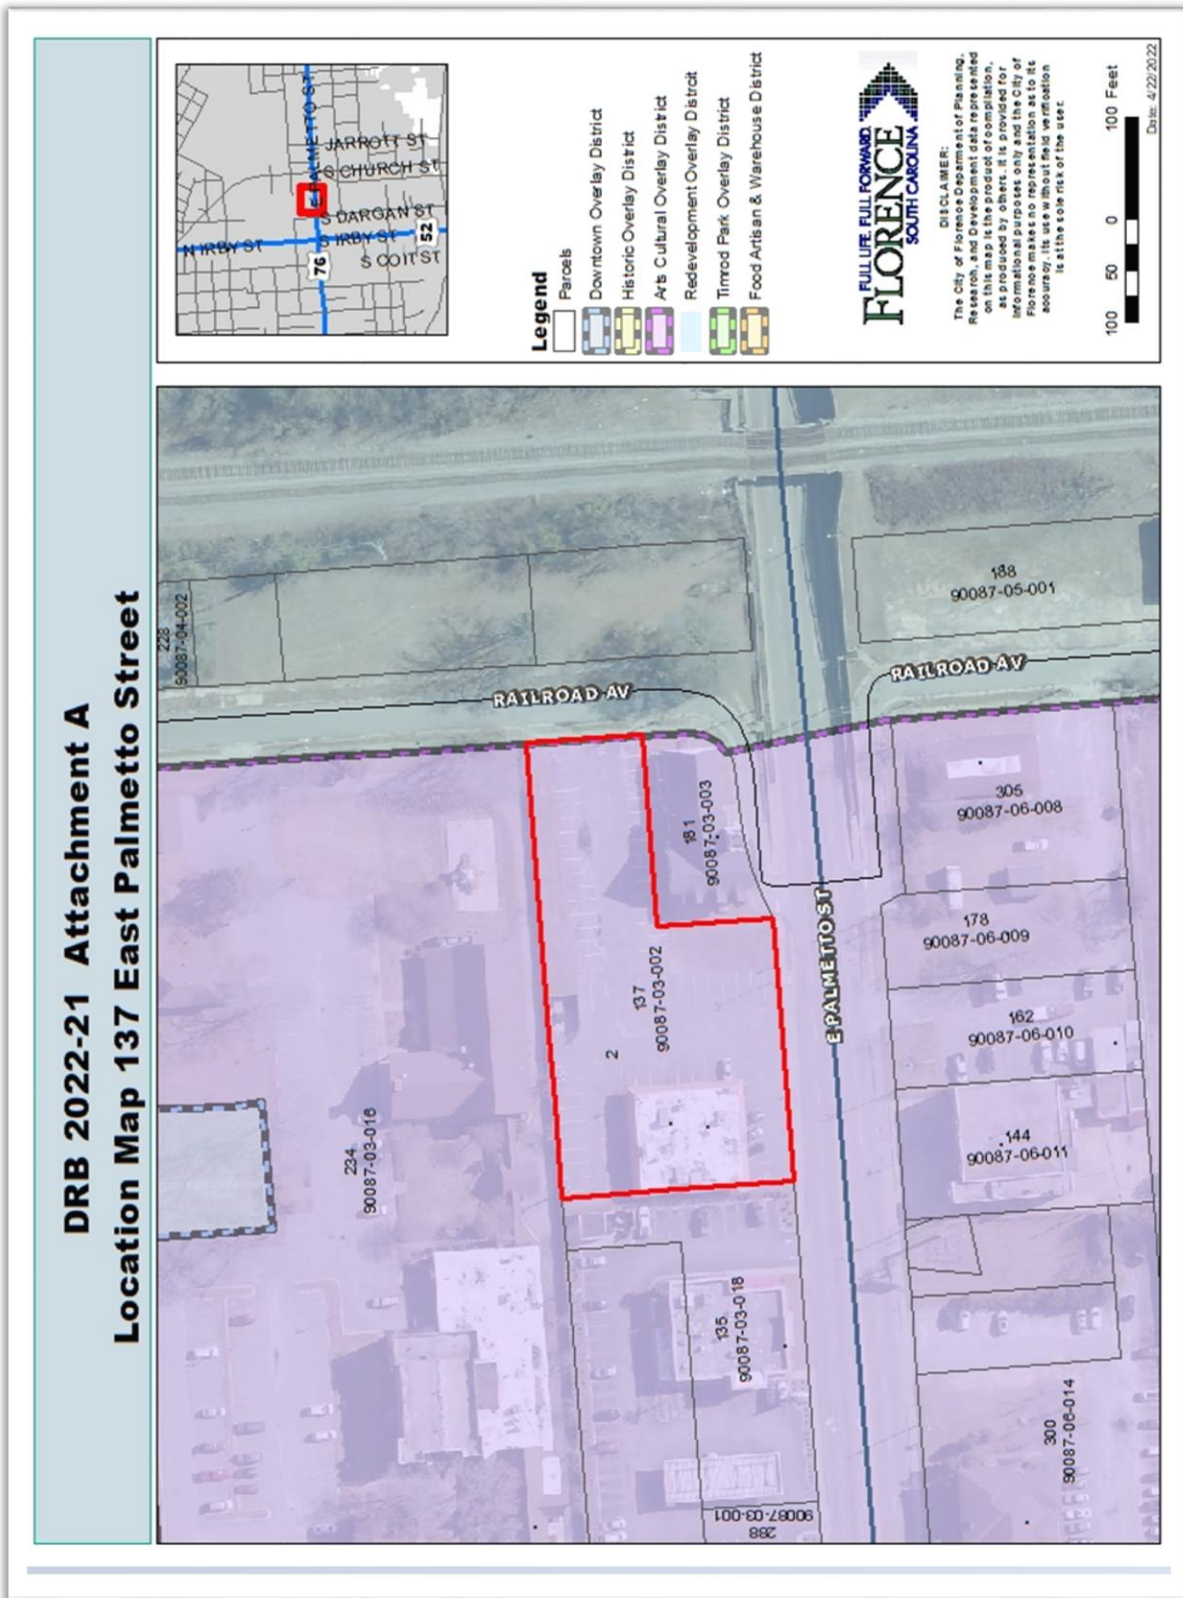 DRB 2022-21 Attachment A
Location Map 137 East Palmetto Street
228
90087-04-002
RAILROAD AV
188
90087-05-001
RAILROAD AV
181
90087-03-003
305
90087-06-008
137
90087-03-002
2
E PALMETTO ST
178
90087-06-009
162
90087-06-010
234
90087-03-016
144
90087-06-011
135
90087-03-018
288
90087-03-001
300
90087-06-014
N IRBY ST
E PALMETTO ST
JARROTT ST
S CHURCH ST
S DARGAN ST
S IRBY ST
S COIT ST
76
52
Legend
Parcels
Downtown Overlay District
Historic Overlay District
Arts Cultural Overlay District
Redevelopment Overlay Distrcit
Timrod Park Overlay District
Food Artisan & Warehouse District
FULL LIFE. FULL FORWARD.
FLORENCE
SOUTH CAROLINA
DISCLAIMER:
The City of Florence Deparment of Planning,
Research, and Development data represented
on this map is the product of compilation,
as produced by others. It is provided for
informational purposes only and the City of
Florence makes no representation as to its
accuracy. Its use without field verification
is at the sole risk of the user.
100 50 0 100 Feet
Date: 4/22/2022